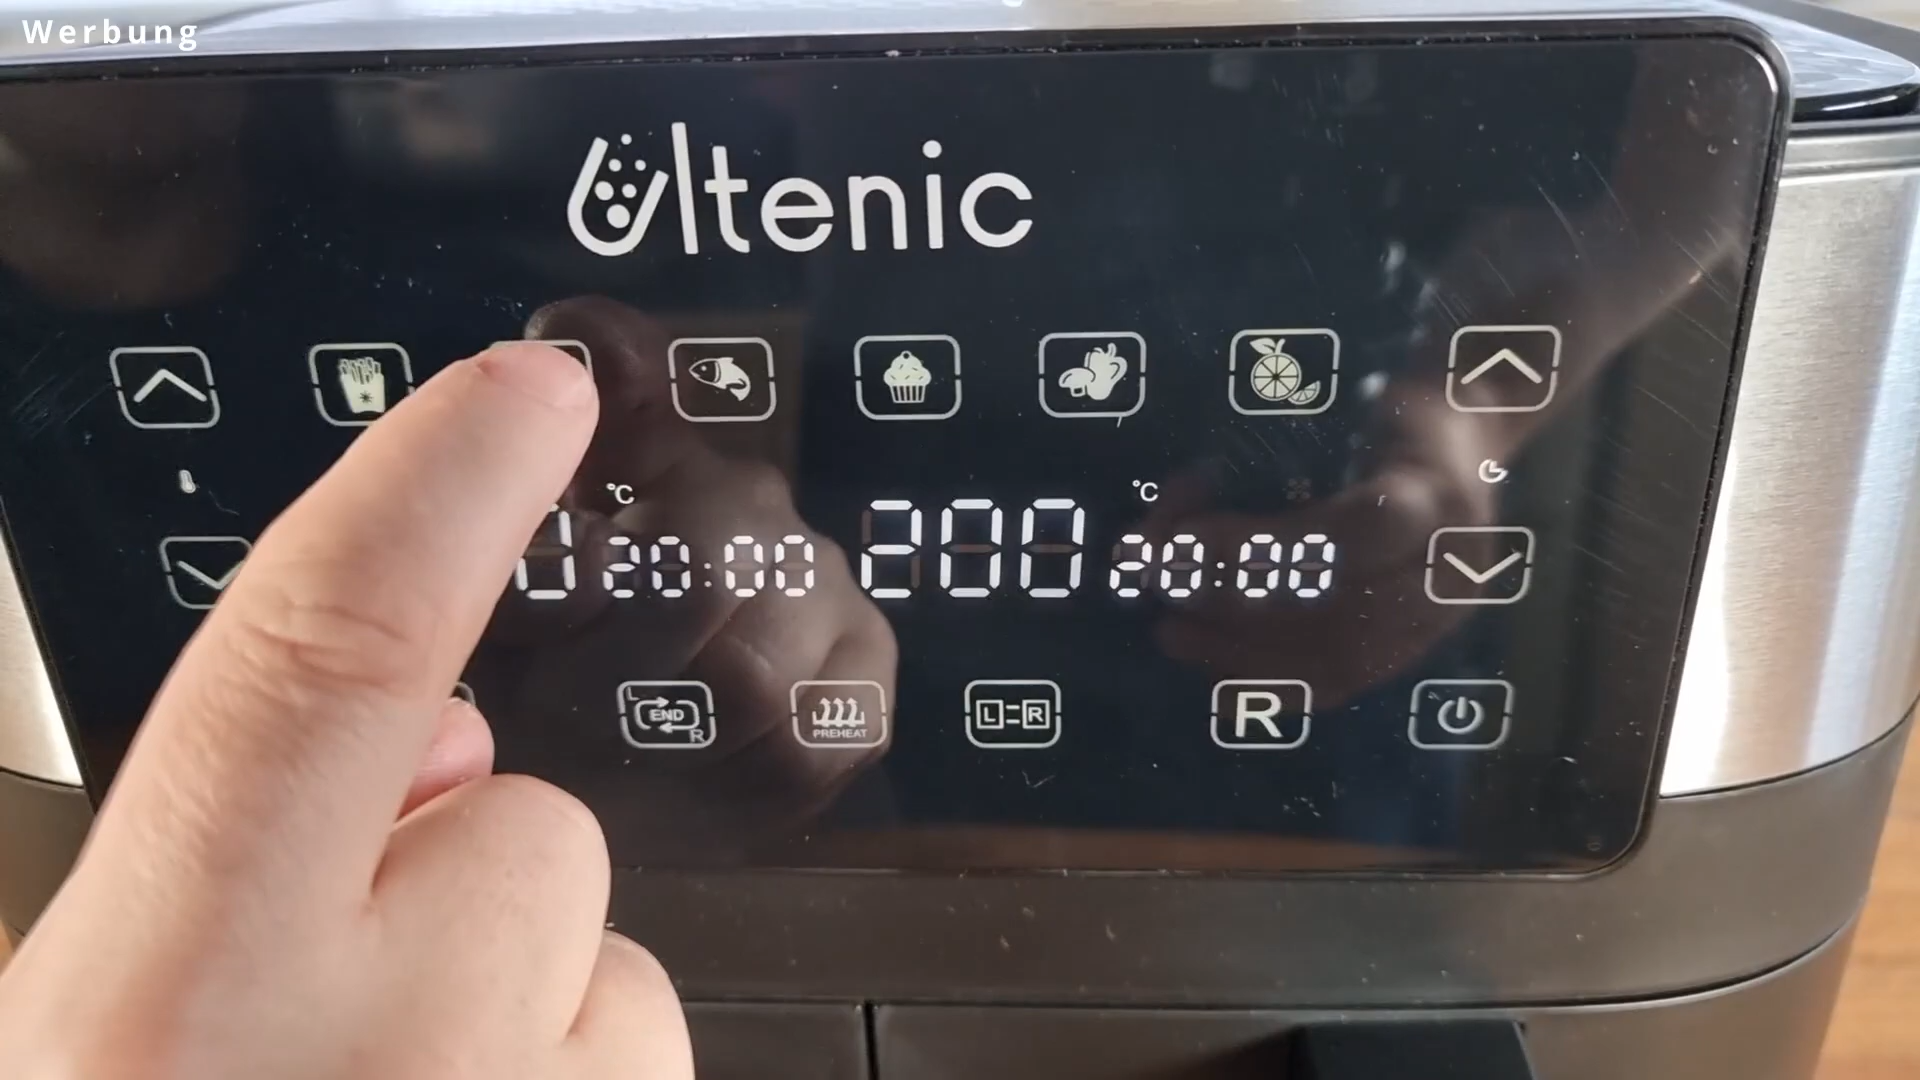 Werbung
Ultenic
°C °C
20:00 200 20:00
L END R PREHEAT L=R R